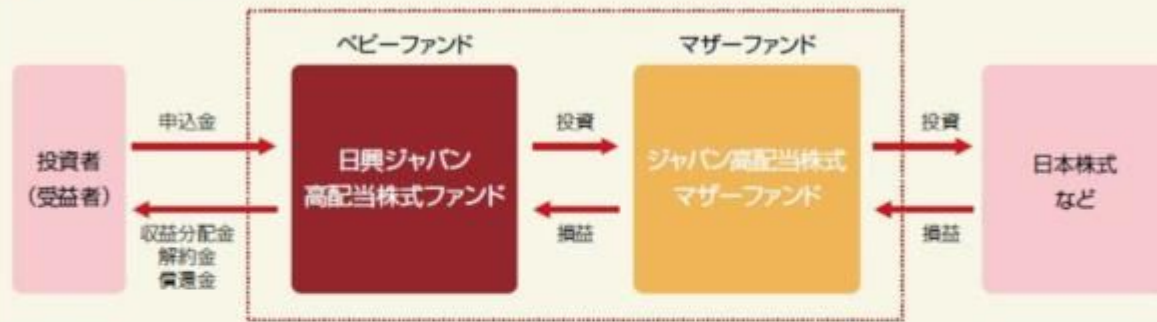 ベビーファンド
マザーファンド
投資者
（受益者）
申込金
収益分配金
解約金
償還金
日興ジャパン
高配当株式ファンド
投資
損益
ジャパン高配当株式
マザーファンド
投資
損益
日本株式
など